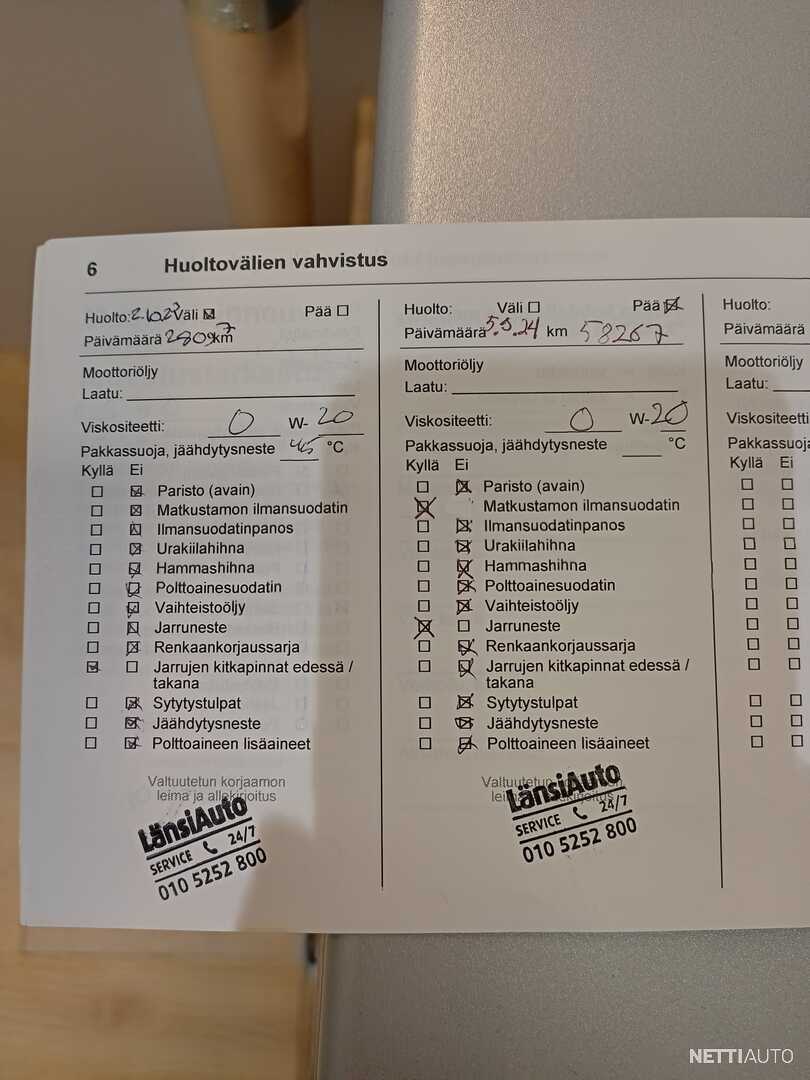 6 Huoltovälien vahvistus
Huolto: Väli ☒ Pää ☐
Päivämäärä km
Moottoriöljy
Laatu:
Viskositeetti: 0 W-20
Pakkassuoja, jäähdytysneste 45 °C
Kyllä Ei
☐ ☒ Paristo (avain)
☐ ☒ Matkustamon ilmansuodatin
☐ ☒ Ilmansuodatinpanos
☐ ☒ Urakiilahihna
☐ ☒ Hammashihna
☐ ☒ Polttoainesuodatin
☐ ☒ Vaihteistoöljy
☐ ☒ Jarruneste
☐ ☒ Renkaankorjaussarja
☒ ☐ Jarrujen kitkapinnat edessä /
takana
☐ ☒ Sytytystulpat
☐ ☒ Jäähdytysneste
☐ ☒ Polttoaineen lisäaineet
Valtuutetun korjaamon
leima ja allekirjoitus
LänsiAuto
SERVICE 24/7
010 5252 800
Huolto: Väli ☐ Pää ☒
Päivämäärä 5.9.24 km 58267
Moottoriöljy
Laatu:
Viskositeetti: 0 W-20
Pakkassuoja, jäähdytysneste °C
Kyllä Ei
☐ ☒ Paristo (avain)
☒ Matkustamon ilmansuodatin
☐ ☒ Ilmansuodatinpanos
☐ ☒ Urakiilahihna
☐ ☒ Hammashihna
☐ ☒ Polttoainesuodatin
☐ ☒ Vaihteistoöljy
☒ ☐ Jarruneste
☐ ☒ Renkaankorjaussarja
☐ ☒ Jarrujen kitkapinnat edessä /
takana
☐ ☒ Sytytystulpat
☐ ☒ Jäähdytysneste
☐ ☒ Polttoaineen lisäaineet
Valtuutetun
LänsiAuto
SERVICE 24/7
010 5252 800
Huolto:
Päivämäärä
Moottoriöljy
Laatu:
Viskositeetti
Pakkassuoja
Kyllä Ei
NETTIAUTO